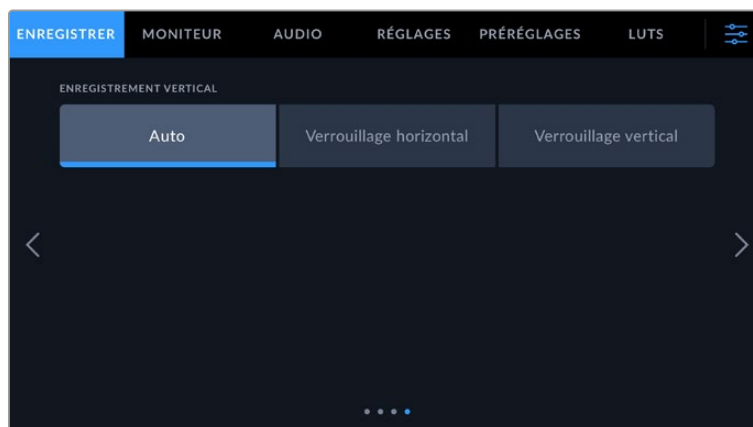 ENREGISTRER MONITEUR AUDIO RÉGLAGES PRÉRÉGLAGES LUTS
ENREGISTREMENT VERTICAL
Auto Verrouillage horizontal Verrouillage vertical